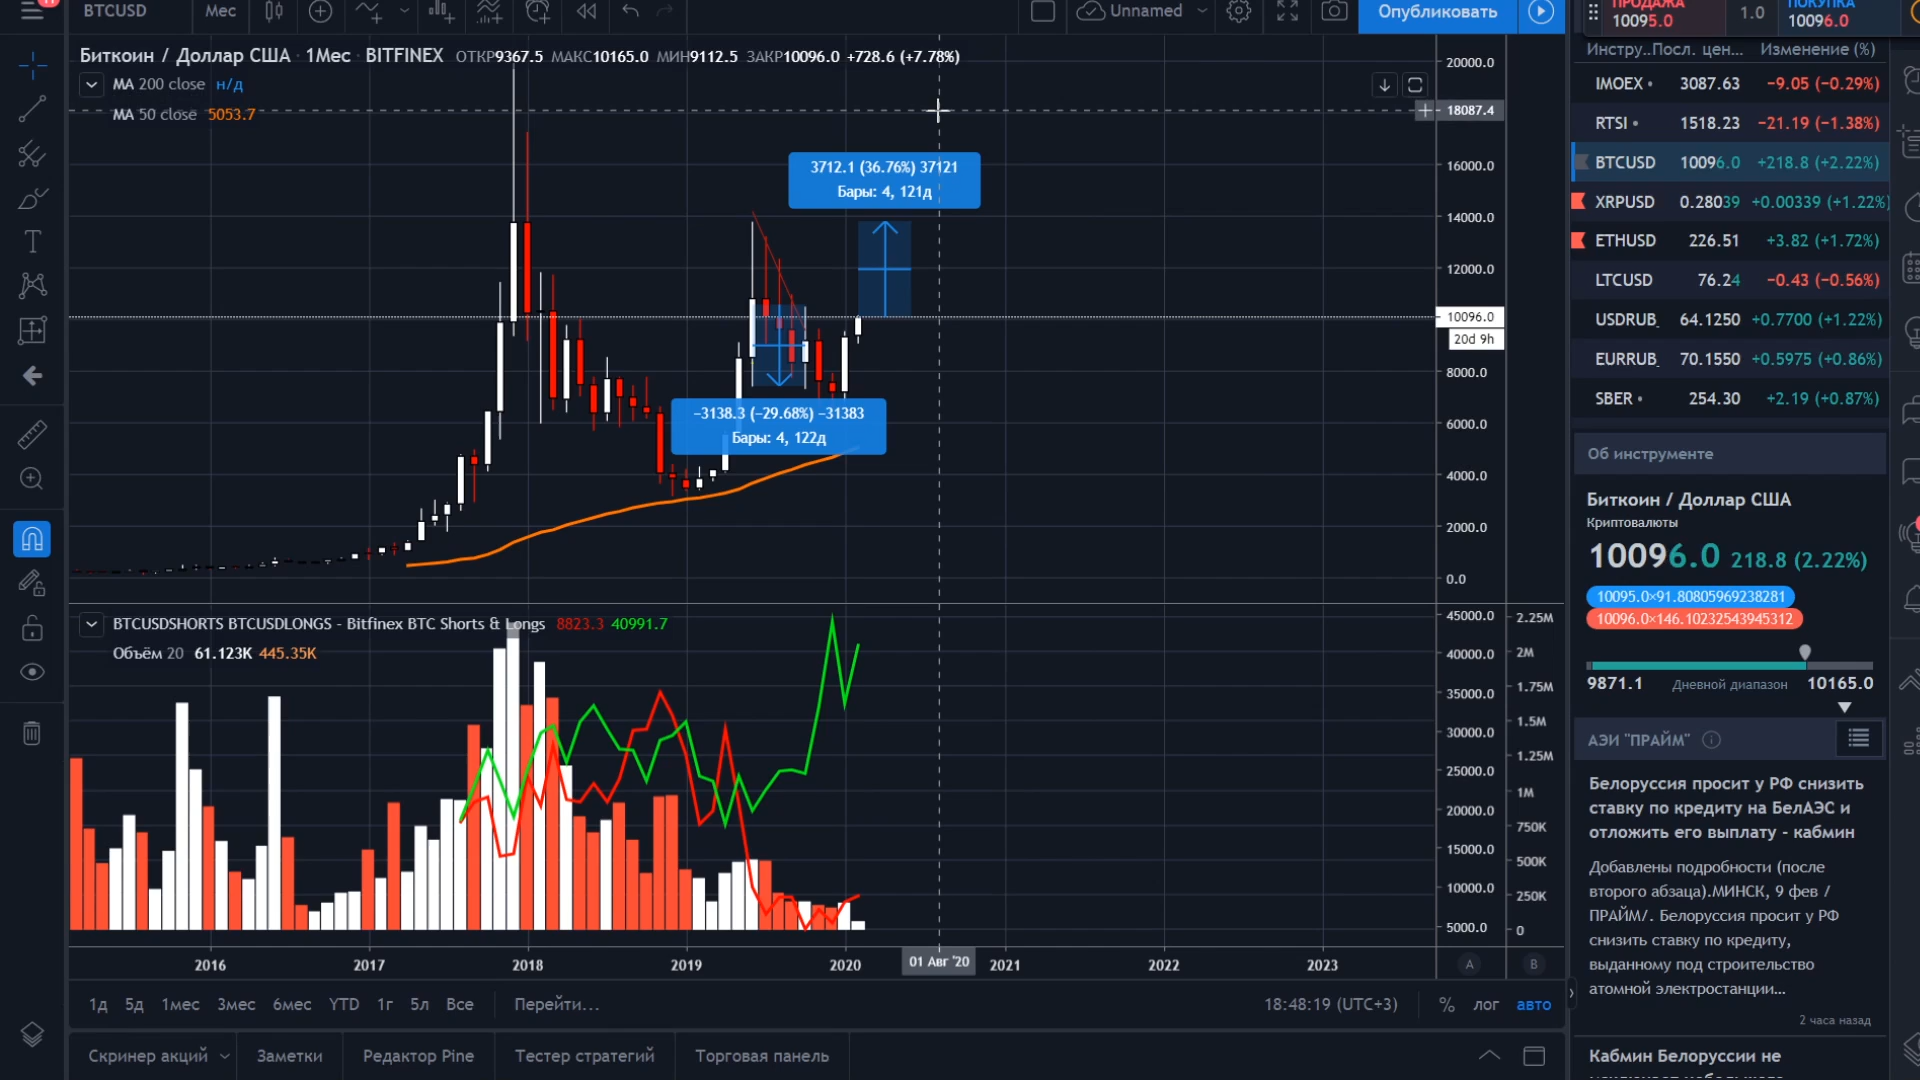 BTCUSD
Мес
Unnamed
Опубликовать
ПРОДАЖА
10095.0
1.0
ПОКУПКА
10096.0
Биткоин / Доллар США · 1Мес · BITFINEX ОТКР9367.5 МАКС10165.0 МИН9112.5 ЗАКР10096.0 +728.6 (+7.78%)
MA 200 close н/д
MA 50 close 5053.7
3712.1 (36.76%) 37121
Бары: 4, 121д
−3138.3 (−29.68%) −31383
Бары: 4, 122д
20000.0
18087.4
16000.0
14000.0
12000.0
10096.0
20d 9h
8000.0
6000.0
4000.0
2000.0
0.0
BTCUSDSHORTS BTCUSDLONGS - Bitfinex BTC Shorts & Longs 8823.3 40991.7
Объём 20 61.123K 445.35K
45000.0
40000.0
35000.0
30000.0
25000.0
20000.0
15000.0
10000.0
5000.0
2.25M
2M
1.75M
1.5M
1.25M
1M
750K
500K
250K
0
2016 2017 2018 2019 2020 01 Авг '20 2021 2022 2023
A B
1д 5д 1мес 3мес 6мес YTD 1г 5л Все Перейти...
18:48:19 (UTC+3) % лог авто
Скринер акций Заметки Редактор Pine Тестер стратегий Торговая панель
Инстру.. Посл. цен... Изменение (%)
IMOEX 3087.63 −9.05 (−0.29%)
RTSI 1518.23 −21.19 (−1.38%)
BTCUSD 10096.0 +218.8 (+2.22%)
XRPUSD 0.28039 +0.00339 (+1.22%)
ETHUSD 226.51 +3.82 (+1.72%)
LTCUSD 76.24 −0.43 (−0.56%)
USDRUB_ 64.1250 +0.7700 (+1.22%)
EURRUB_ 70.1550 +0.5975 (+0.86%)
SBER 254.30 +2.19 (+0.87%)
Об инструменте
Биткоин / Доллар США
Криптовалюты
10096.0 218.8 (2.22%)
10095.0×91.80805969238281
10096.0×146.10232543945312
9871.1 Дневной диапазон 10165.0
АЭИ "ПРАЙМ"
Белоруссия просит у РФ снизить
ставку по кредиту на БелАЭС и
отложить его выплату - кабмин
Добавлены подробности (после
второго абзаца).МИНСК, 9 фев /
ПРАЙМ/. Белоруссия просит у РФ
снизить ставку по кредиту,
выданному под строительство
атомной электростанции...
2 часа назад
Кабмин Белоруссии не